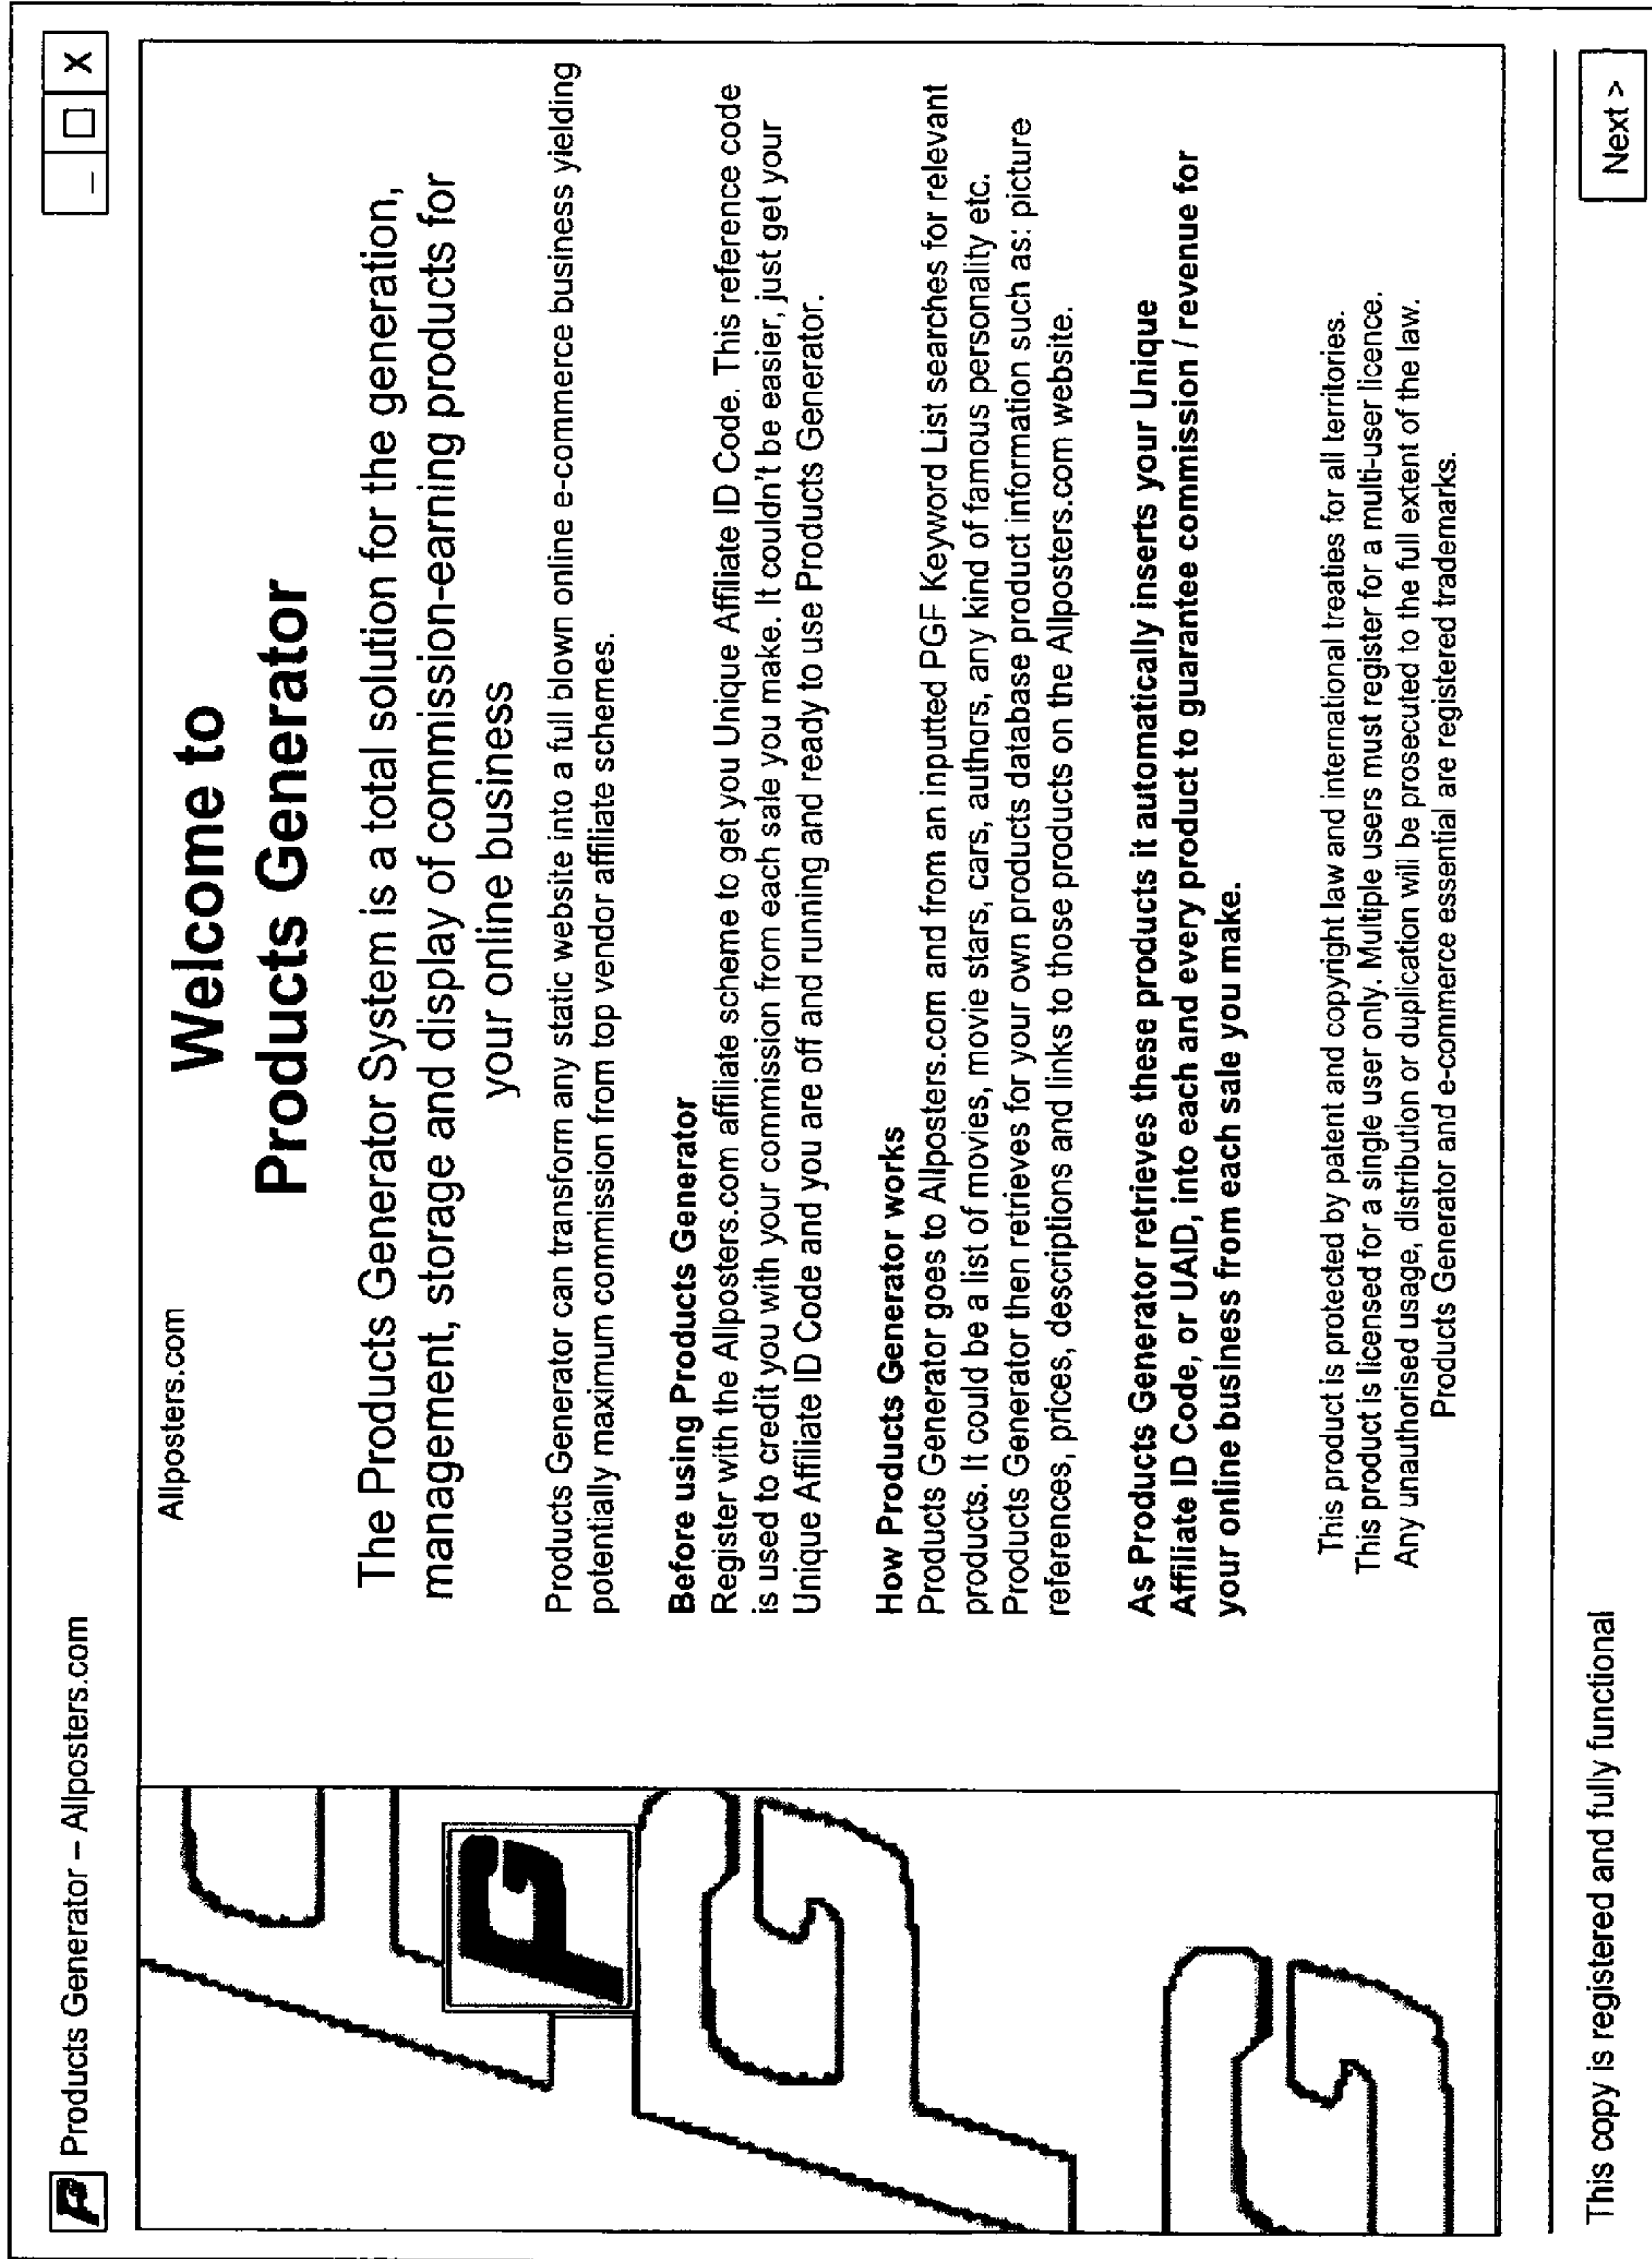 Products Generator – Allposters.com
_ □ X
Allposters.com
Welcome to
Products Generator
The Products Generator System is a total solution for the generation,
management, storage and display of commission-earning products for
your online business
Products Generator can transform any static website into a full blown online e-commerce business yielding
potentially maximum commission from top vendor affiliate schemes.
Before using Products Generator
Register with the Allposters.com affiliate scheme to get you Unique Affiliate ID Code. This reference code
is used to credit you with your commission from each sale you make. It couldn't be easier, just get your
Unique Affiliate ID Code and you are off and running and ready to use Products Generator.
How Products Generator works
Products Generator goes to Allposters.com and from an inputted PGF Keyword List searches for relevant
products. It could be a list of movies, movie stars, cars, authors, any kind of famous personality etc.
Products Generator then retrieves for your own products database product information such as: picture
references, prices, descriptions and links to those products on the Allposters.com website.
As Products Generator retrieves these products it automatically inserts your Unique
Affiliate ID Code, or UAID, into each and every product to guarantee commission / revenue for
your online business from each sale you make.
This product is protected by patent and copyright law and international treaties for all territories.
This product is licensed for a single user only. Multiple users must register for a multi-user licence.
Any unauthorised usage, distribution or duplication will be prosecuted to the full extent of the law.
Products Generator and e-commerce essential are registered trademarks.
PG
This copy is registered and fully functional
Next >